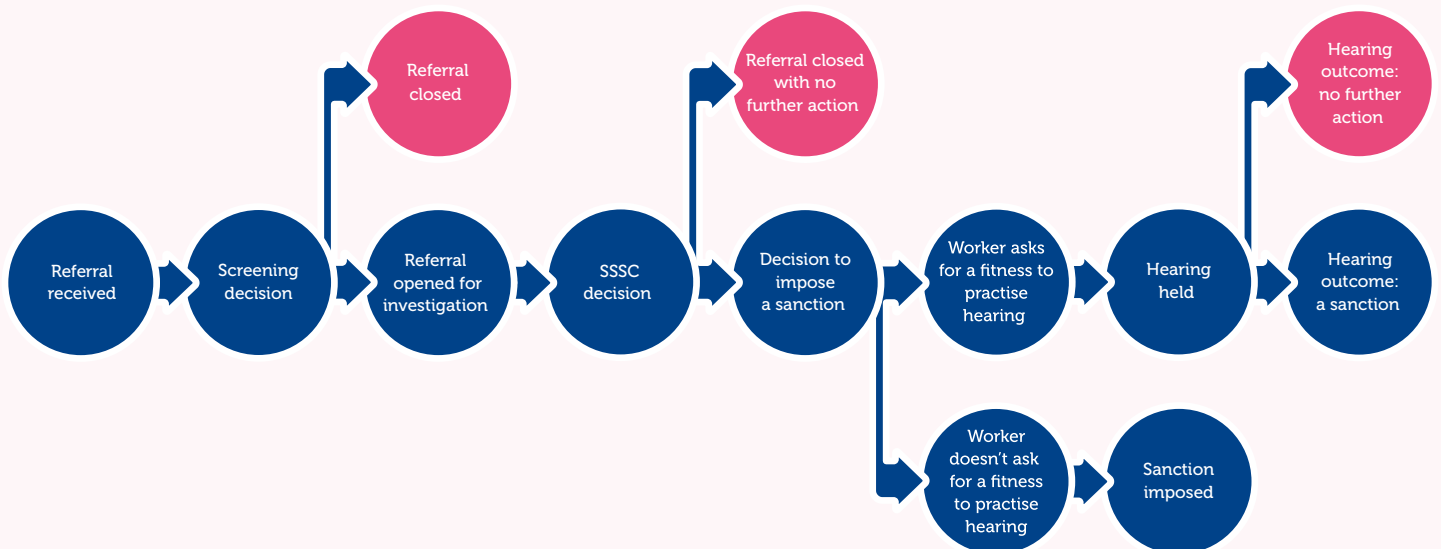 Referral
closed
Referral closed
with no
further action
Hearing
outcome:
no further
action
Referral
received
Screening
decision
Referral
opened for
investigation
SSSC
decision
Decision to
impose
a sanction
Worker asks
for a fitness to
practise
hearing
Hearing
held
Hearing
outcome:
a sanction
Worker
doesn’t ask
for a fitness
to practise
hearing
Sanction
imposed